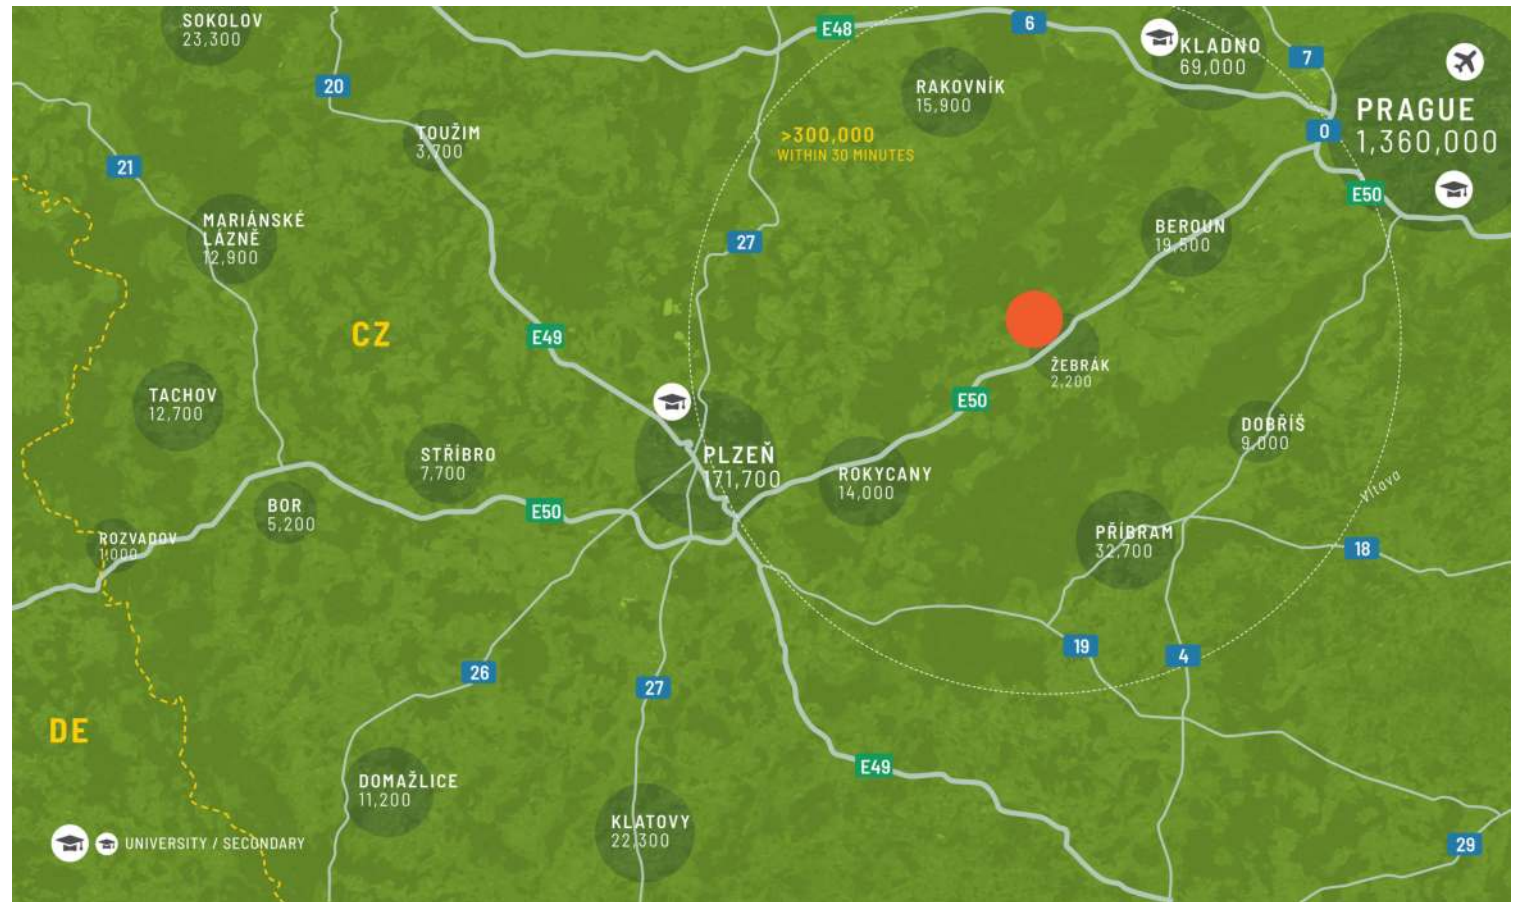 SOKOLOV
23,300
E48
6
KLADNO
69,000
7
20
RAKOVNÍK
15,900
PRAGUE
1,360,000
0
TOUŽIM
3,700
>300,000
WITHIN 30 MINUTES
21
E50
MARIÁNSKÉ
LÁZNĚ
12,900
BEROUN
19,500
27
CZ
E49
ŽEBRÁK
2,200
TACHOV
12,700
E50
DOBŘÍŠ
9,000
STŘÍBRO
7,700
PLZEŇ
171,700
ROKYCANY
14,000
Vltava
BOR
5,200
E50
ROZVADOV
1,000
PŘÍBRAM
32,700
18
19
4
26
27
DE
E49
DOMAŽLICE
11,200
KLATOVY
22,300
UNIVERSITY / SECONDARY
29